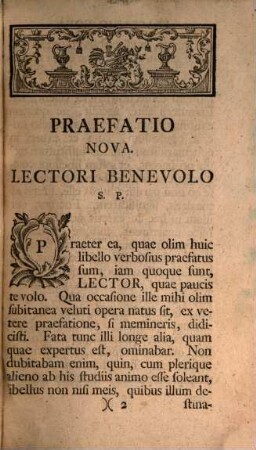 PRAEFATIO
NOVA.
LECTORI BENEVOLO
S. P.
Praeter ea, quae olim huic
libello verbosius praefatus
sum, iam quoque sunt,
LECTOR, quae paucis
te volo. Qua occasione ille mihi olim
subitanea veluti opera natus sit, ex ve-
tere praefatione, si memineris, didi-
cisti. Fata tunc illi longe alia, quam
quae expertus est, ominabar. Non
dubitabam enim, quin, cum plerique
alieno ab his studiis animo esse soleant,
libellus non nisi meis, quibus illum de-
)( 2 stina-